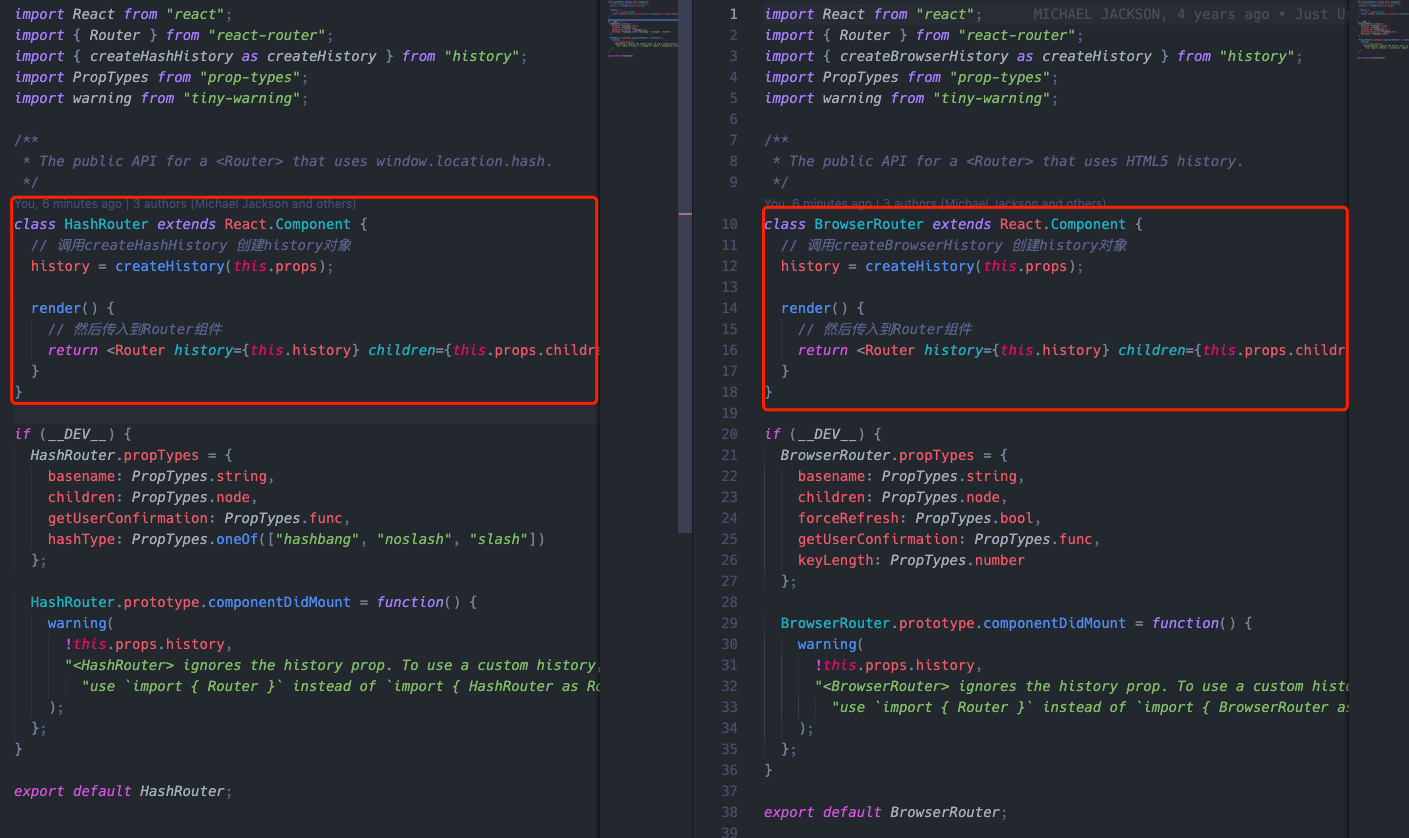 import React from "react";
import { Router } from "react-router";
import { createHashHistory as createHistory } from "history";
import PropTypes from "prop-types";
import warning from "tiny-warning";
/**
 * The public API for a <Router> that uses window.location.hash.
 */
You, 6 minutes ago | 3 authors (Michael Jackson and others)
class HashRouter extends React.Component {
  // 调用createHashHistory 创建history对象
  history = createHistory(this.props);
  render() {
    // 然后传入到Router组件
    return <Router history={this.history} children={this.props.childre
  }
}
if (__DEV__) {
  HashRouter.propTypes = {
    basename: PropTypes.string,
    children: PropTypes.node,
    getUserConfirmation: PropTypes.func,
    hashType: PropTypes.oneOf(["hashbang", "noslash", "slash"])
  };
  HashRouter.prototype.componentDidMount = function() {
    warning(
      !this.props.history,
      "<HashRouter> ignores the history prop. To use a custom history,
        "use `import { Router }` instead of `import { HashRouter as Ro
    );
  };
}
export default HashRouter;
1 import React from "react"; MICHAEL JACKSON, 4 years ago • Just Us
2 import { Router } from "react-router";
3 import { createBrowserHistory as createHistory } from "history";
4 import PropTypes from "prop-types";
5 import warning from "tiny-warning";
6
7 /**
8  * The public API for a <Router> that uses HTML5 history.
9  */
You, 6 minutes ago | 3 authors (Michael Jackson and others)
10 class BrowserRouter extends React.Component {
11   // 调用createBrowserHistory 创建history对象
12   history = createHistory(this.props);
13
14   render() {
15     // 然后传入到Router组件
16     return <Router history={this.history} children={this.props.childr
17   }
18 }
19
20 if (__DEV__) {
21   BrowserRouter.propTypes = {
22     basename: PropTypes.string,
23     children: PropTypes.node,
24     forceRefresh: PropTypes.bool,
25     getUserConfirmation: PropTypes.func,
26     keyLength: PropTypes.number
27   };
28
29   BrowserRouter.prototype.componentDidMount = function() {
30     warning(
31       !this.props.history,
32       "<BrowserRouter> ignores the history prop. To use a custom histo
33         "use `import { Router }` instead of `import { BrowserRouter as
34     );
35   };
36 }
37
38 export default BrowserRouter;
39